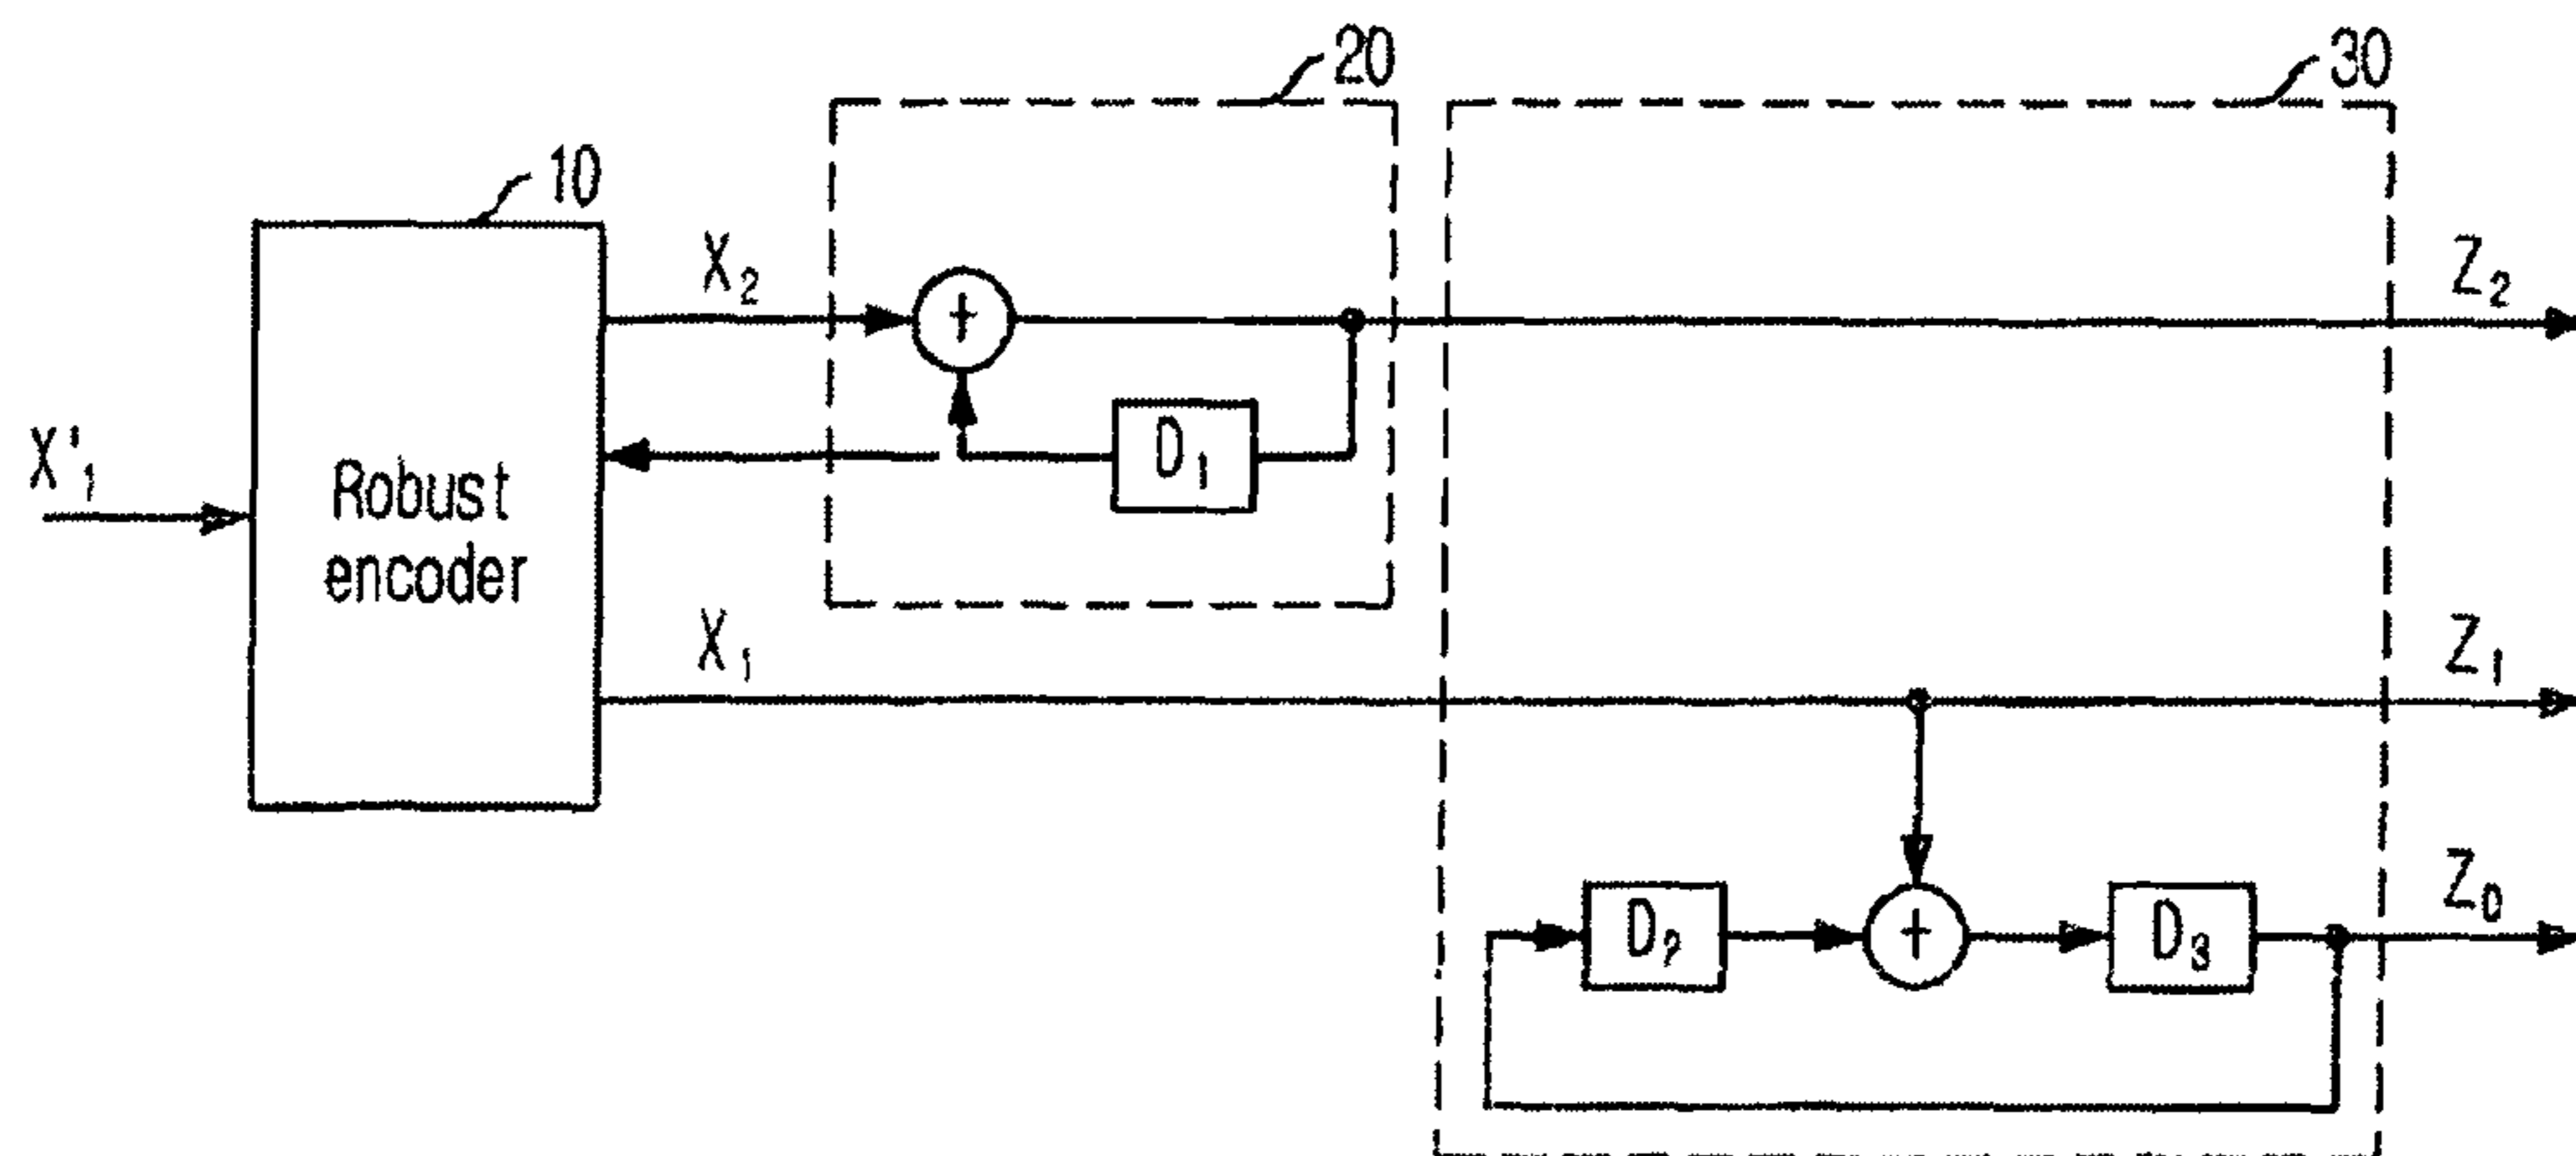 20
30
10
X₂
Z₂
+
D₁
X'₁
Robust
encoder
X₁
Z₁
Z₀
D₂
+
D₃